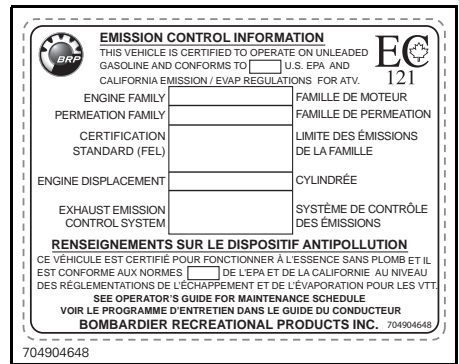 EMISSION CONTROL INFORMATION
THIS VEHICLE IS CERTIFIED TO OPERATE ON UNLEADED
GASOLINE AND CONFORMS TO U.S. EPA AND
CALIFORNIA EMISSION / EVAP REGULATIONS FOR ATV.
BRP
EC
121
ENGINE FAMILY FAMILLE DE MOTEUR
PERMEATION FAMILY FAMILLE DE PERMEATION
CERTIFICATION LIMITE DES ÉMISSIONS
STANDARD (FEL) DE LA FAMILLE
ENGINE DISPLACEMENT CYLINDRÉE
EXHAUST EMISSION SYSTÈME DE CONTRÔLE
CONTROL SYSTEM DES ÉMISSIONS
RENSEIGNEMENTS SUR LE DISPOSITIF ANTIPOLLUTION
CE VÉHICULE EST CERTIFIÉ POUR FONCTIONNER À L'ESSENCE SANS PLOMB ET IL
EST CONFORME AUX NORMES DE L'EPA ET DE LA CALIFORNIE AU NIVEAU
DES RÉGLEMENTATIONS DE L'ÉCHAPPEMENT ET DE L'ÉVAPORATION POUR LES VTT.
SEE OPERATOR'S GUIDE FOR MAINTENANCE SCHEDULE
VOIR LE PROGRAMME D'ENTRETIEN DANS LE GUIDE DU CONDUCTEUR
BOMBARDIER RECREATIONAL PRODUCTS INC. 704904648
704904648